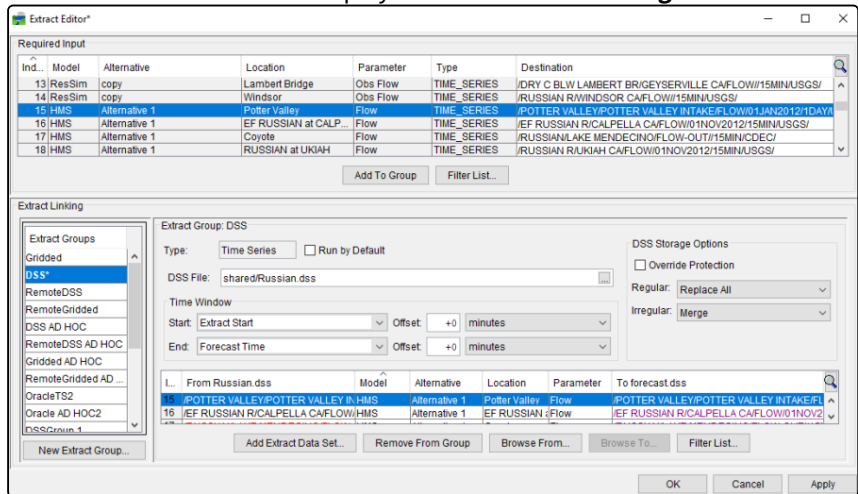 Extract Editor*
Required Input
Ind... Model Alternative Location Parameter Type Destination
13 ResSim copy Lambert Bridge Obs Flow TIME_SERIES /DRY C BLW LAMBERT BR/GEYSERVILLE CA/FLOW//15MIN/USGS/
14 ResSim copy Windsor Obs Flow TIME_SERIES /RUSSIAN R/WINDSOR CA/FLOW//15MIN/USGS/
15 HMS Alternative 1 Potter Valley Flow TIME_SERIES /POTTER VALLEY/POTTER VALLEY INTAKE/FLOW/01JAN2012/1DAY/U
16 HMS Alternative 1 EF RUSSIAN at CALP... Flow TIME_SERIES /EF RUSSIAN R/CALPELLA CA/FLOW/01NOV2012/15MIN/USGS/
17 HMS Alternative 1 Coyote Flow TIME_SERIES /RUSSIAN/LAKE MENDECINO/FLOW-OUT//15MIN/CDEC/
18 HMS Alternative 1 RUSSIAN at UKIAH Flow TIME_SERIES /RUSSIAN R/UKIAH CA/FLOW/01NOV2012/15MIN/USGS/
Add To Group Filter List...
Extract Linking
Extract Groups
Gridded
DSS*
RemoteDSS
RemoteGridded
DSS AD HOC
RemoteDSS AD HOC
Gridded AD HOC
RemoteGridded AD ...
OracleTS2
Oracle AD HOC2
DSSGroup 1
New Extract Group...
Extract Group: DSS
Type: Time Series Run by Default
DSS File: shared/Russian.dss ...
Time Window
Start: Extract Start Offset: +0 minutes
End: Forecast Time Offset: +0 minutes
DSS Storage Options
Override Protection
Regular: Replace All
Irregular: Merge
I... From Russian.dss Model Alternative Location Parameter To forecast.dss
15 /POTTER VALLEY/POTTER VALLEY IN HMS Alternative 1 Potter Valley Flow /POTTER VALLEY/POTTER VALLEY INTAKE/FL
16 /EF RUSSIAN R/CALPELLA CA/FLOW/ HMS Alternative 1 EF RUSSIAN Flow /EF RUSSIAN R/CALPELLA CA/FLOW/01NOV2
Add Extract Data Set... Remove From Group Browse From... Browse To... Filter List...
OK Cancel Apply